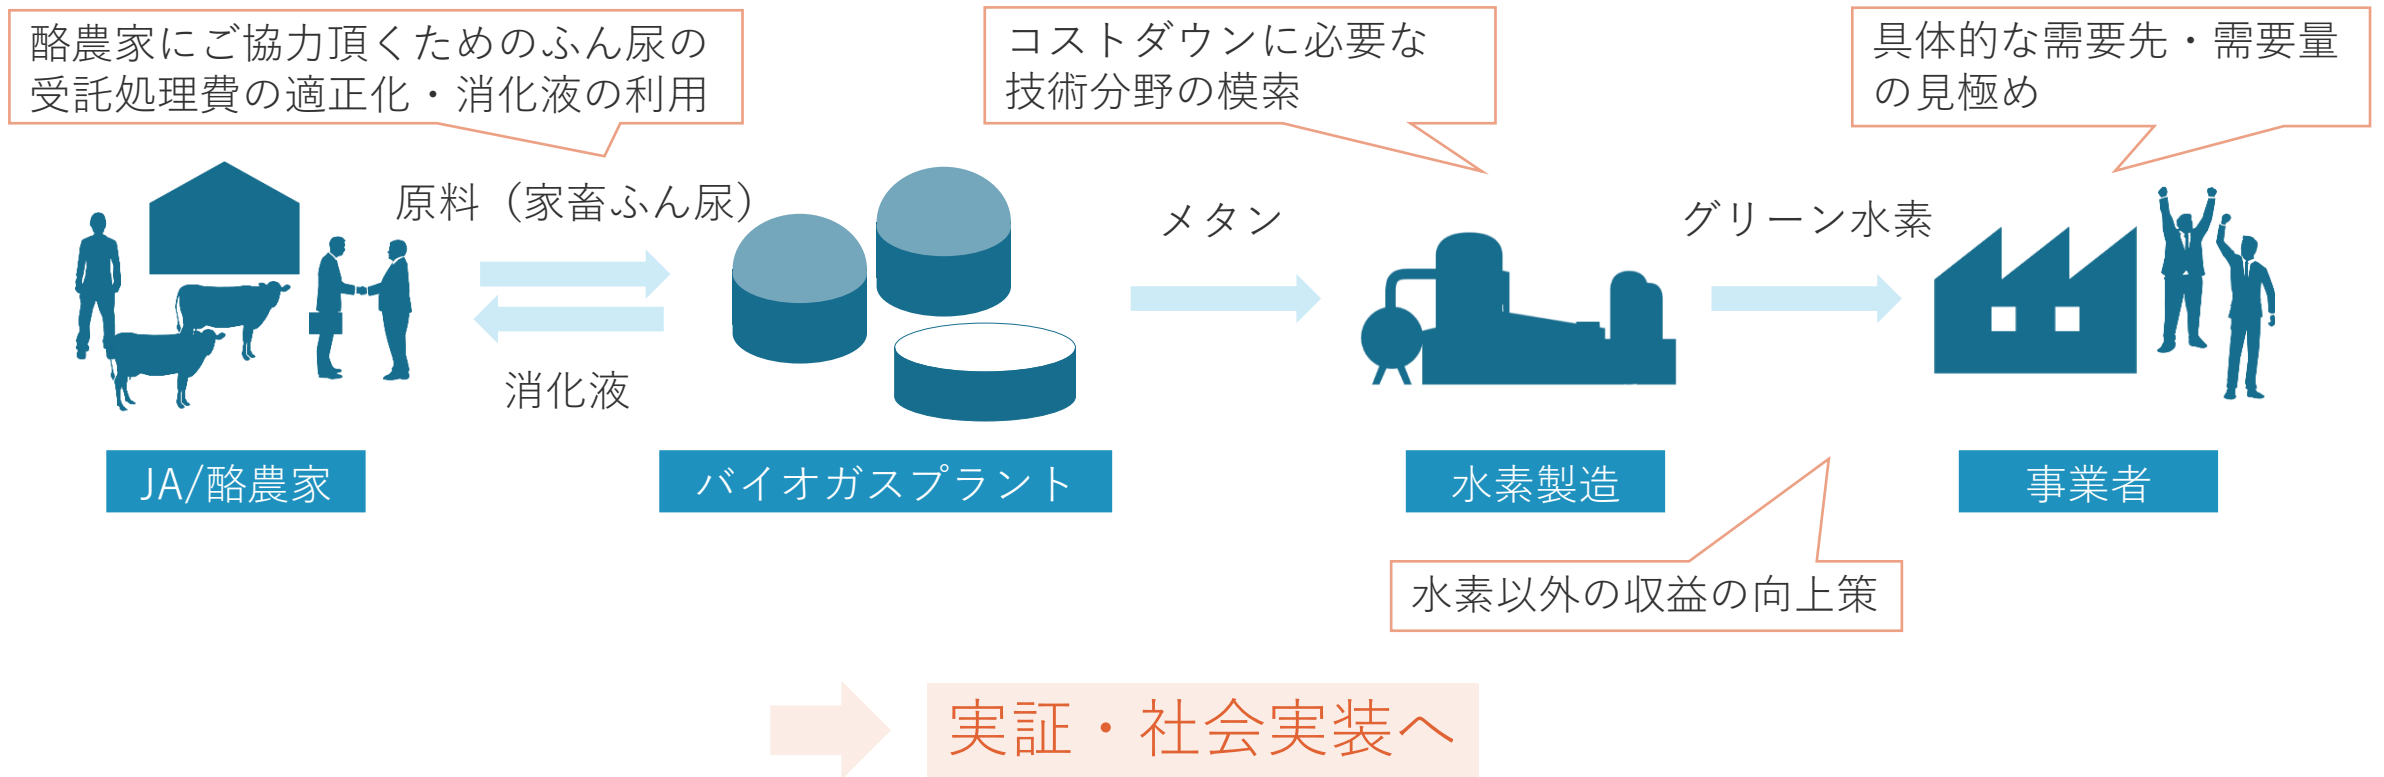 酪農家にご協力頂くためのふん尿の
受託処理費の適正化・消化液の利用
コストダウンに必要な
技術分野の模索
具体的な需要先・需要量
の見極め
原料（家畜ふん尿）
メタン
グリーン水素
消化液
JA/酪農家
バイオガスプラント
水素製造
事業者
水素以外の収益の向上策
実証・社会実装へ